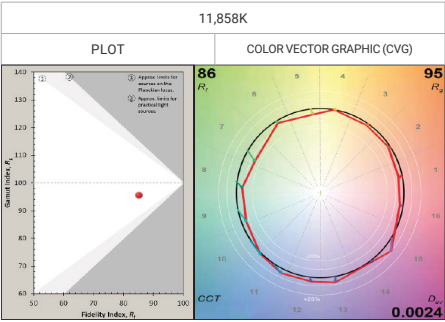 11,858K
PLOT
COLOR VECTOR GRAPHIC (CVG)
140
130
120
110
100
90
80
70
60
50
60
70
80
90
100
Gamut Index, Rg
Fidelity Index, Rf
1
2
1 Approx. limits for
sources on the
Planckian locus.
2 Approx. limits for
practical light
sources.
86
Rf
95
Rg
4
5
6
7
8
9
10
11
12
13
14
15
16
1
2
3
+20%
CCT
Duv
0.0024